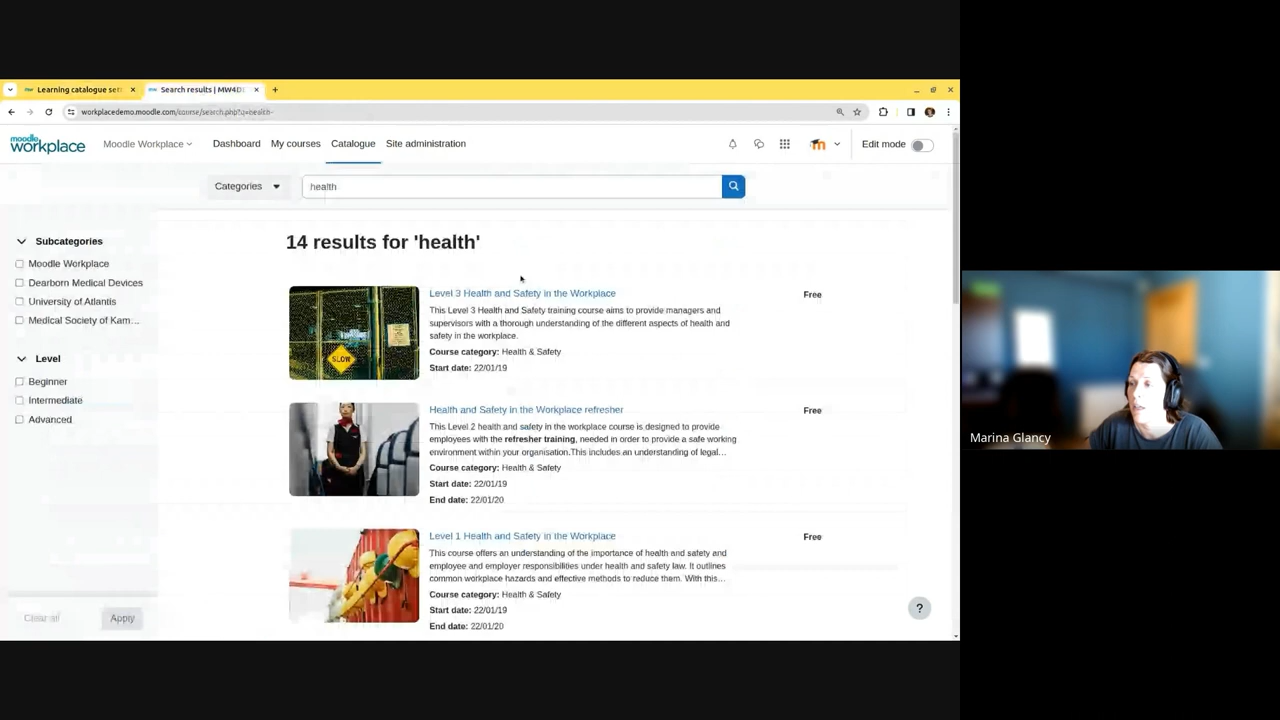 Learning catalogue set
Search results | MW4D
workplacedemo.moodle.com/course/search.php?q=health
moodle
workplace
Moodle Workplace
Dashboard
My courses
Catalogue
Site administration
Edit mode
Categories
health
Subcategories
Moodle Workplace
Dearborn Medical Devices
University of Atlantis
Medical Society of Kam...
Level
Beginner
Intermediate
Advanced
Clear all
Apply
14 results for 'health'
Level 3 Health and Safety in the Workplace
Free
This Level 3 Health and Safety training course aims to provide managers and
supervisors with a thorough understanding of the different aspects of health and
safety in the workplace.
Course category: Health & Safety
Start date: 22/01/19
SLOW
Health and Safety in the Workplace refresher
Free
This Level 2 health and safety in the workplace course is designed to provide
employees with the refresher training, needed in order to provide a safe working
environment within your organisation.This includes an understanding of legal...
Course category: Health & Safety
Start date: 22/01/19
End date: 22/01/20
Level 1 Health and Safety in the Workplace
Free
This course offers an understanding of the importance of health and safety and
employee and employer responsibilities under health and safety law. It outlines
common workplace hazards and effective methods to reduce them. With this...
Course category: Health & Safety
Start date: 22/01/19
End date: 22/01/20
?
Marina Glancy